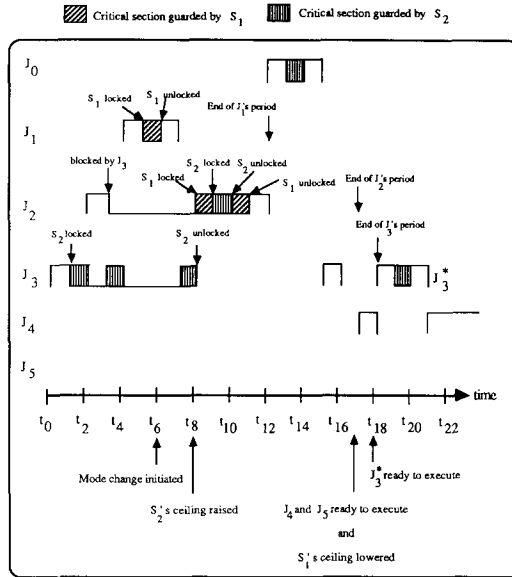 Critical section guarded by S1
Critical section guarded by S2
J0
S1 locked
S1 unlocked
End of J1's period
J1
blocked by J3
S1 locked
S2 locked
S2 unlocked
S1 unlocked
End of J2's period
J2
End of J3's period
S2 locked
S2 unlocked
J3
J3*
J4
J5
time
t0 t2 t4 t6 t8 t10 t12 t14 t16 t18 t20 t22
Mode change initiated
J3* ready to execute
S2's ceiling raised
J4 and J5 ready to execute
and
S1's ceiling lowered